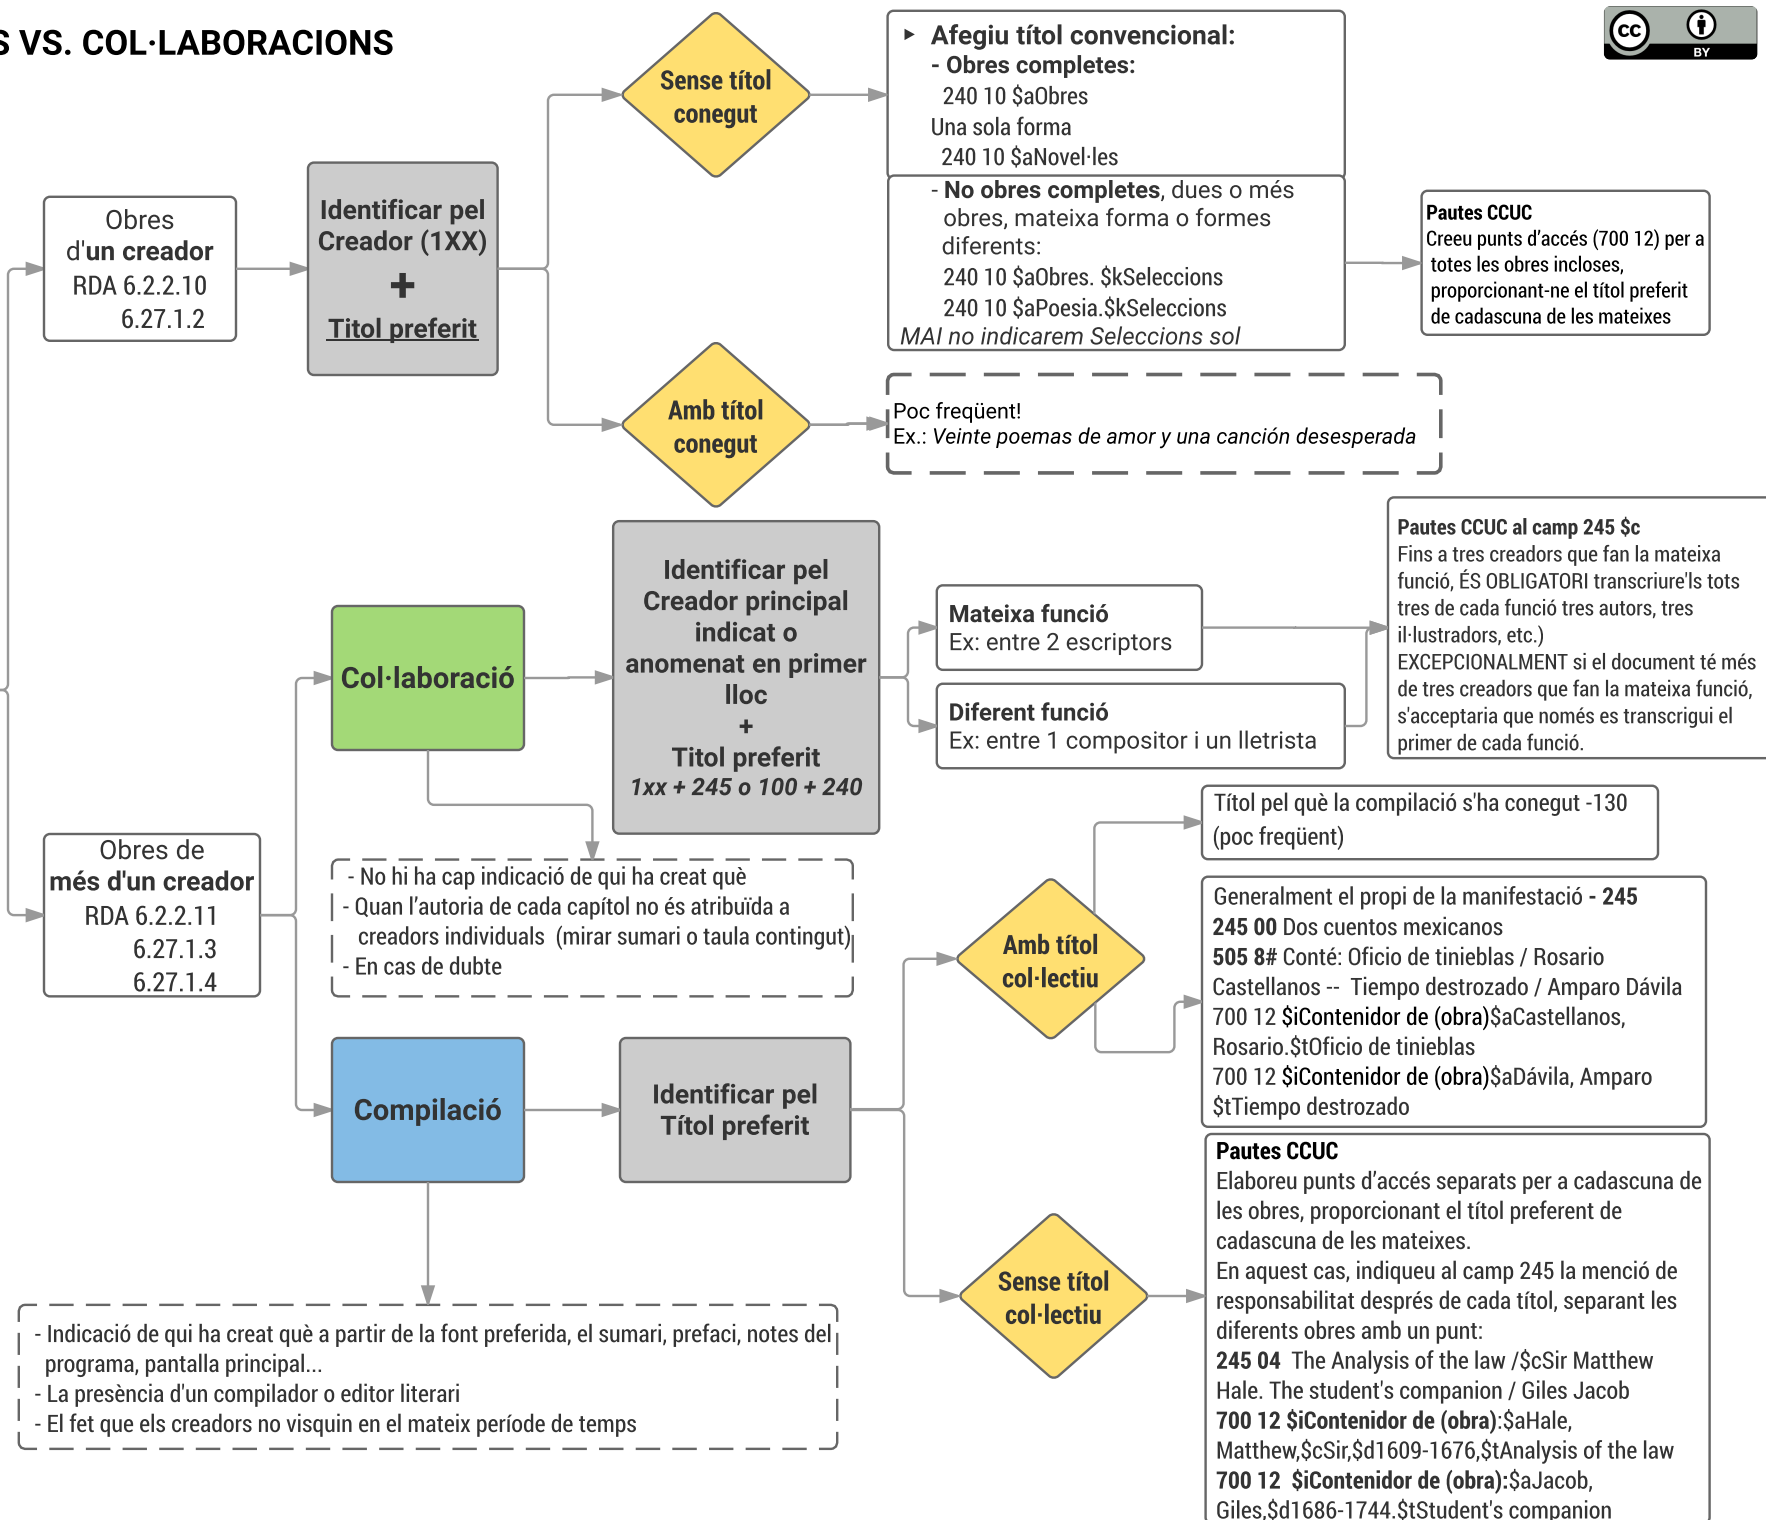 S VS. COL·LABORACIONS
CC BY
Obres
d'un creador
RDA 6.2.2.10
6.27.1.2
Identificar pel
Creador (1XX)
+
Titol preferit
Sense títol
conegut
▸ Afegiu títol convencional:
- Obres completes:
240 10 $aObres
Una sola forma
240 10 $aNovel·les
- No obres completes, dues o més
obres, mateixa forma o formes
diferents:
240 10 $aObres. $kSeleccions
240 10 $aPoesia.$kSeleccions
MAI no indicarem Seleccions sol
Pautes CCUC
Creeu punts d’accés (700 12) per a
totes les obres incloses,
proporcionant-ne el títol preferit
de cadascuna de les mateixes
Amb títol
conegut
Poc freqüent!
Ex.: Veinte poemas de amor y una canción desesperada
Obres de
més d'un creador
RDA 6.2.2.11
6.27.1.3
6.27.1.4
Col·laboració
Identificar pel
Creador principal
indicat o
anomenat en primer
lloc
+
Titol preferit
1xx + 245 o 100 + 240
Mateixa funció
Ex: entre 2 escriptors
Diferent funció
Ex: entre 1 compositor i un lletrista
Pautes CCUC al camp 245 $c
Fins a tres creadors que fan la mateixa
funció, ÉS OBLIGATORI transcriure'ls tots
tres de cada funció tres autors, tres
il·lustradors, etc.)
EXCEPCIONALMENT si el document té més
de tres creadors que fan la mateixa funció,
s'acceptaria que només es transcrigui el
primer de cada funció.
- No hi ha cap indicació de qui ha creat què
- Quan l’autoria de cada capítol no és atribuïda a
creadors individuals (mirar sumari o taula contingut)
- En cas de dubte
Compilació
Identificar pel
Títol preferit
Amb títol
col·lectiu
Títol pel què la compilació s'ha conegut -130
(poc freqüent)
Generalment el propi de la manifestació - 245
245 00 Dos cuentos mexicanos
505 8# Conté: Oficio de tinieblas / Rosario
Castellanos -- Tiempo destrozado / Amparo Dávila
700 12 $iContenidor de (obra)$aCastellanos,
Rosario.$tOficio de tinieblas
700 12 $iContenidor de (obra)$aDávila, Amparo
$tTiempo destrozado
Sense títol
col·lectiu
Pautes CCUC
Elaboreu punts d’accés separats per a cadascuna de
les obres, proporcionant el títol preferent de
cadascuna de les mateixes.
En aquest cas, indiqueu al camp 245 la menció de
responsabilitat després de cada títol, separant les
diferents obres amb un punt:
245 04 The Analysis of the law /$cSir Matthew
Hale. The student's companion / Giles Jacob
700 12 $iContenidor de (obra):$aHale,
Matthew,$cSir,$d1609-1676,$tAnalysis of the law
700 12 $iContenidor de (obra):$aJacob,
Giles,$d1686-1744.$tStudent's companion
- Indicació de qui ha creat què a partir de la font preferida, el sumari, prefaci, notes del
programa, pantalla principal...
- La presència d'un compilador o editor literari
- El fet que els creadors no visquin en el mateix període de temps